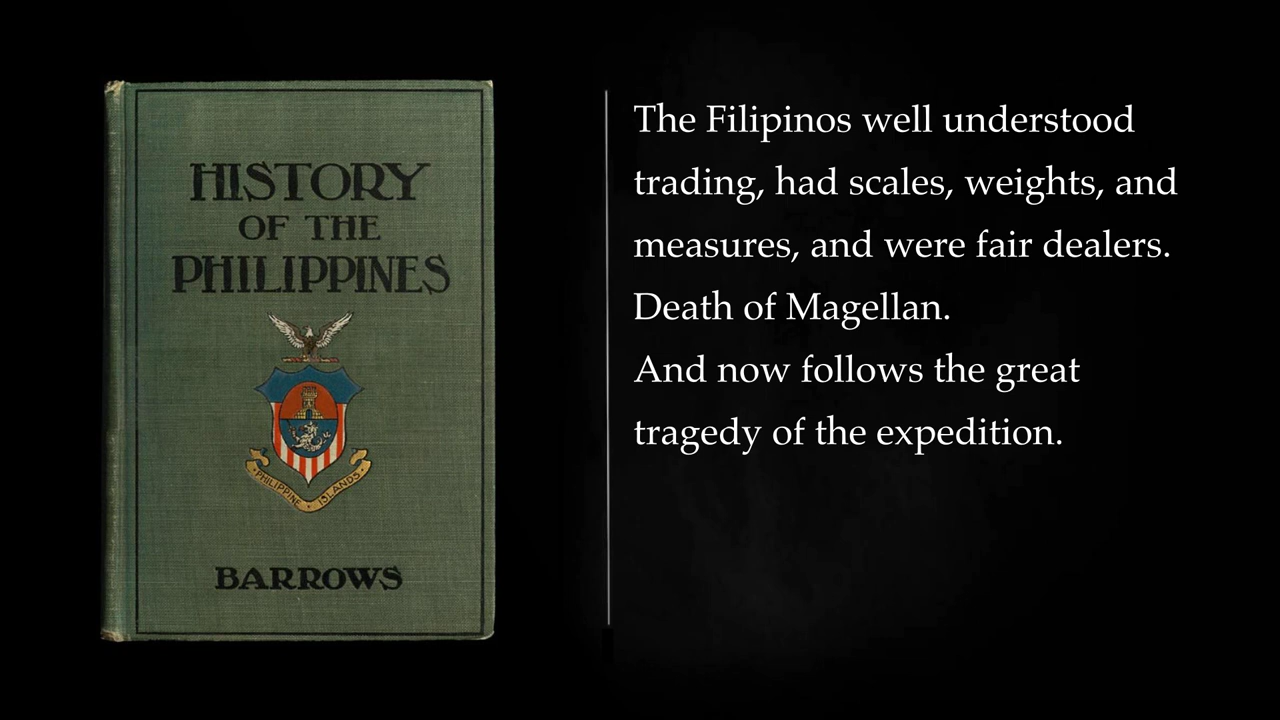 HISTORY
OF THE
PHILIPPINES
PHILIPPINE ISLANDS
BARROWS
The Filipinos well understood
trading, had scales, weights, and
measures, and were fair dealers.
Death of Magellan.
And now follows the great
tragedy of the expedition.